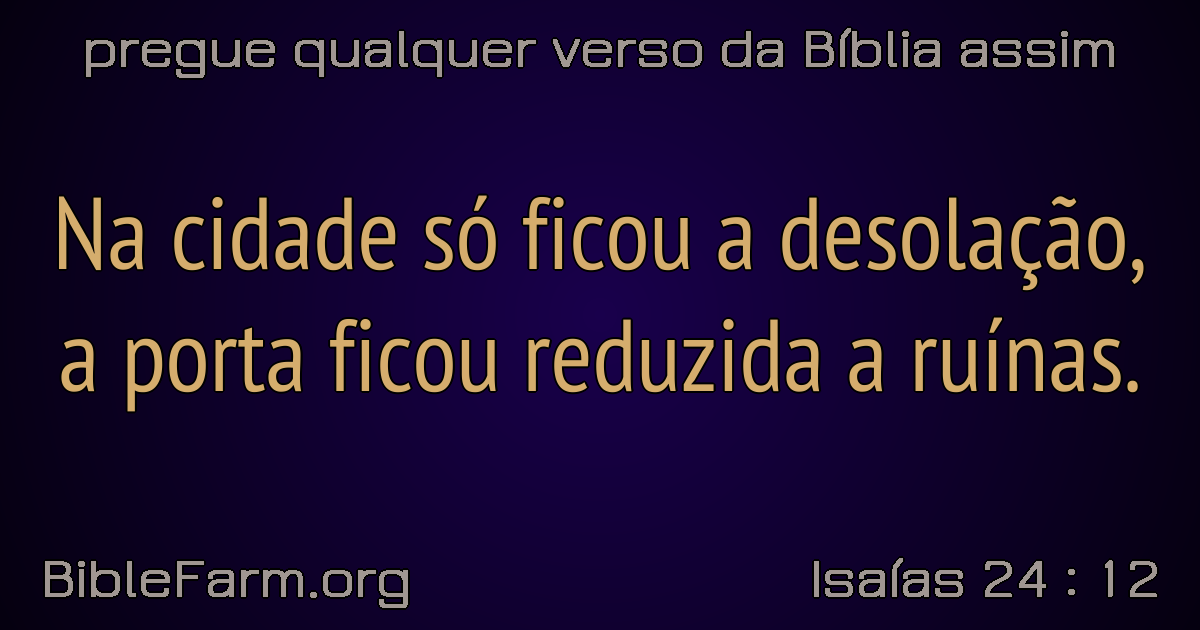 pregue qualquer verso da Bíblia assim
Na cidade só ficou a desolação,
a porta ficou reduzida a ruínas.
BibleFarm.org
Isaías 24 : 12